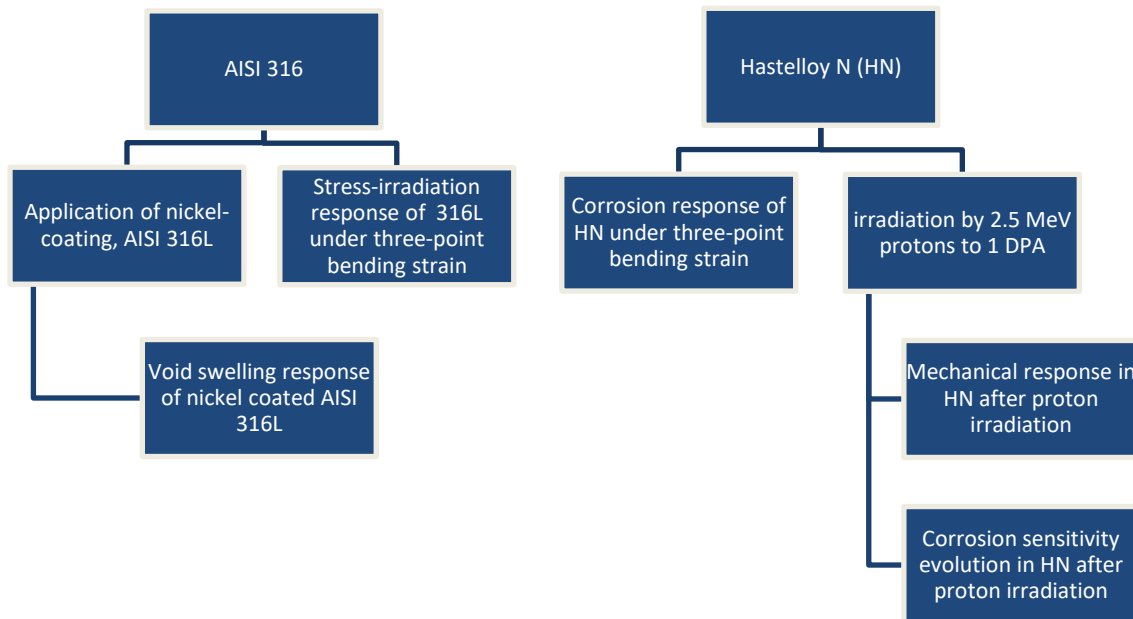 AISI 316
Application of nickel-
coating, AISI 316L
Stress-irradiation
response of 316L
under three-point
bending strain
Void swelling response
of nickel coated AISI
316L
Hastelloy N (HN)
Corrosion response of
HN under three-point
bending strain
irradiation by 2.5 MeV
protons to 1 DPA
Mechanical response in
HN after proton
irradiation
Corrosion sensitivity
evolution in HN after
proton irradiation